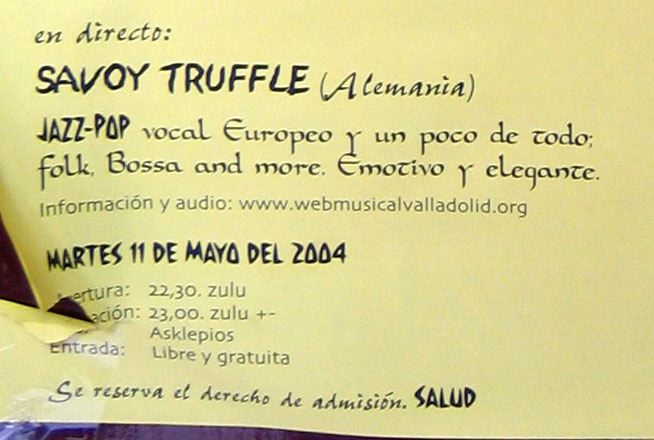 en directo:
SAVOY TRUFFLE (Alemania)
JAZZ-POP vocal Europeo y un poco de todo;
folk, Bossa and more. Emotivo y elegante.
Información y audio: www.webmusicalvalladolid.org
MARTES 11 DE MAYO DEL 2004
22,30. zulu
23,00. zulu +-
Asklepios
Entrada: Libre y gratuita
Se reserva el derecho de admisión. SALUD